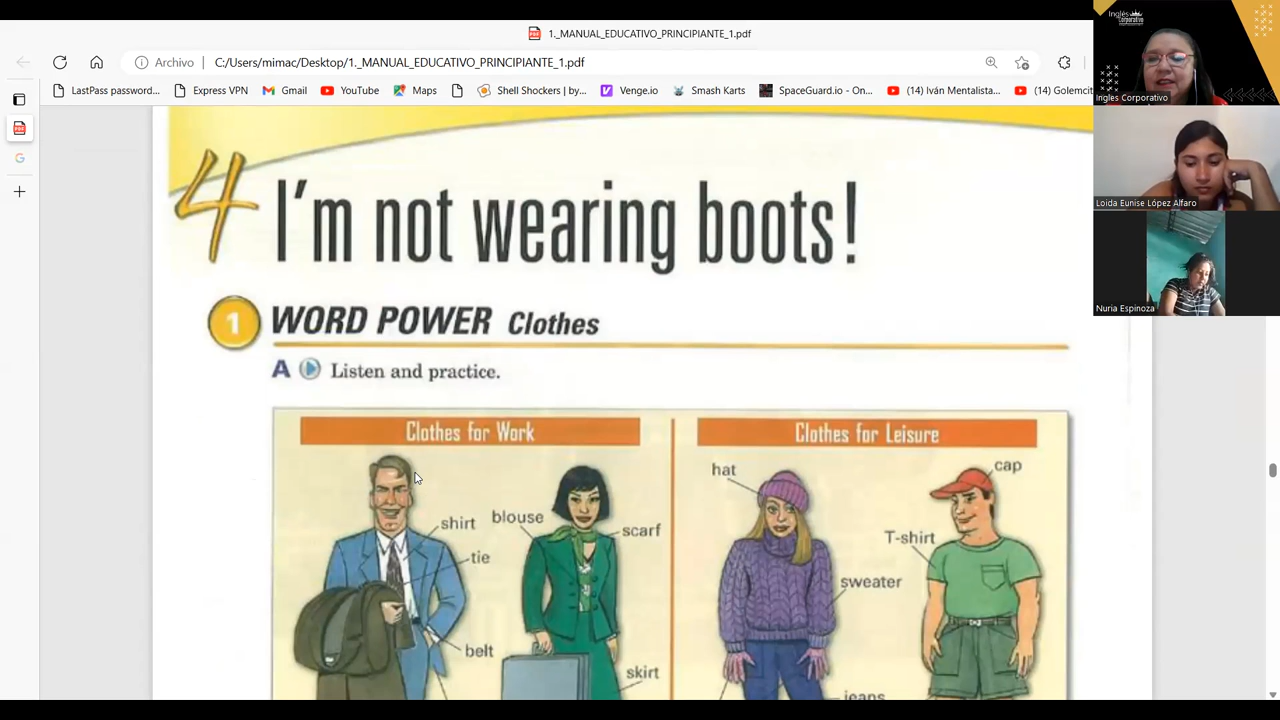 1._MANUAL_EDUCATIVO_PRINCIPIANTE_1.pdf
Archivo
C:/Users/mimac/Desktop/1._MANUAL_EDUCATIVO_PRINCIPIANTE_1.pdf
LastPass password...
Express VPN
Gmail
YouTube
Maps
Shell Shockers | by...
Venge.io
Smash Karts
SpaceGuard.io - On...
(14) Iván Mentalista...
(14) Golemcit
4 I'm not wearing boots!
1 WORD POWER Clothes
A Listen and practice.
Clothes for Work
Clothes for Leisure
shirt
blouse
scarf
tie
belt
skirt
hat
cap
T-shirt
sweater
jeans
Inglés
Corporativo
Ingles Corporativo
Loida Eunise López Alfaro
Nuria Espinoza